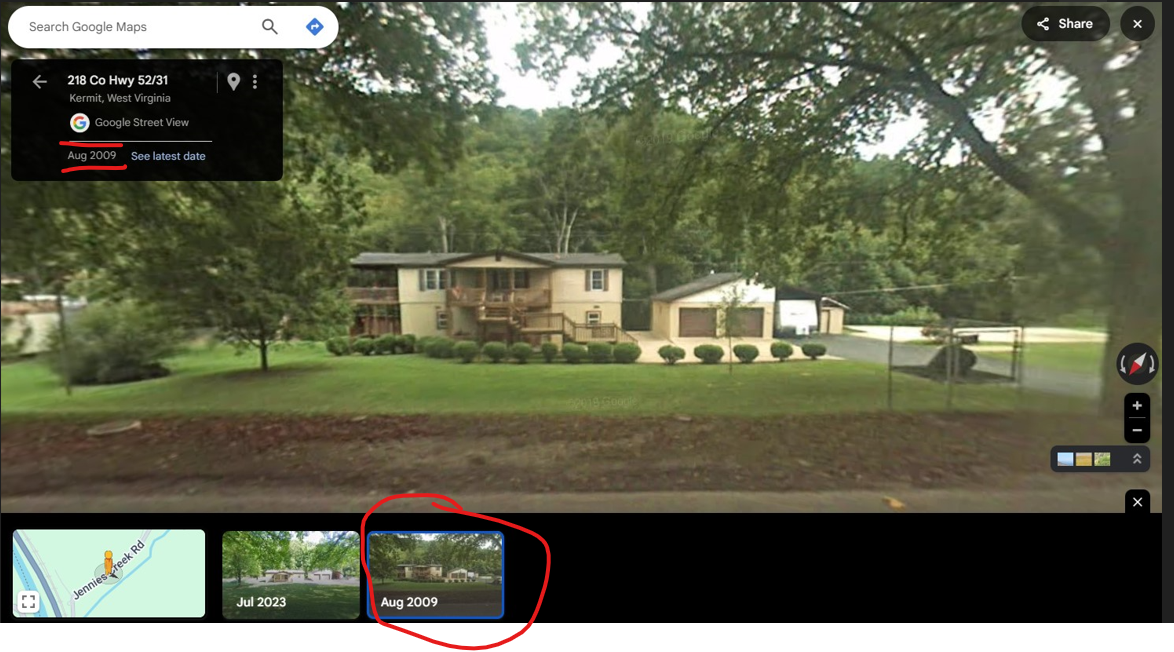 Search Google Maps
Share
218 Co Hwy 52/31
Kermit, West Virginia
Google Street View
Aug 2009 See latest date
Jennies Creek Rd
Jul 2023
Aug 2009